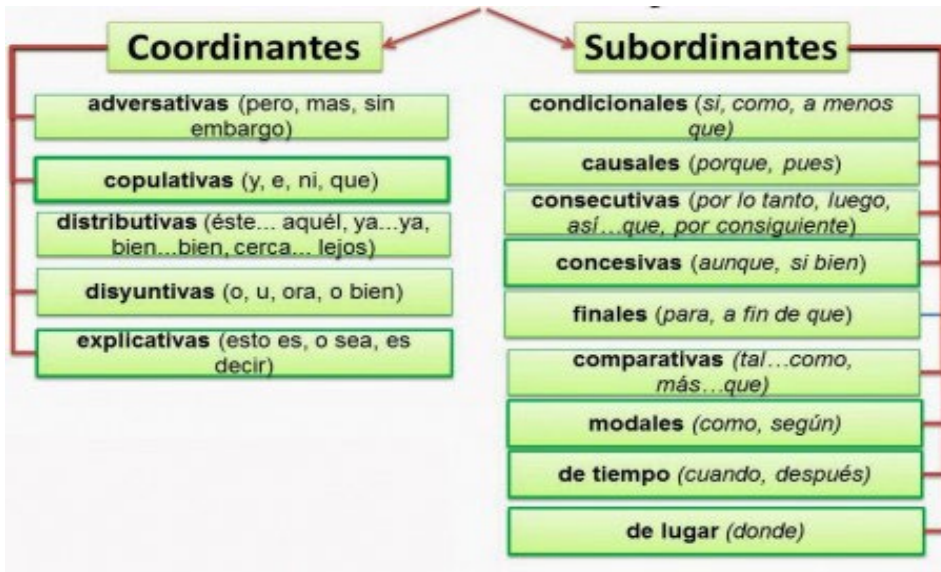 Coordinantes
adversativas (pero, mas, sin
embargo)
copulativas (y, e, ni, que)
distributivas (éste... aquél, ya...ya,
bien...bien, cerca... lejos)
disyuntivas (o, u, ora, o bien)
explicativas (esto es, o sea, es
decir)
Subordinantes
condicionales (si, como, a menos
que)
causales (porque, pues)
consecutivas (por lo tanto, luego,
así...que, por consiguiente)
concesivas (aunque, si bien)
finales (para, a fin de que)
comparativas (tal...como,
más...que)
modales (como, según)
de tiempo (cuando, después)
de lugar (donde)